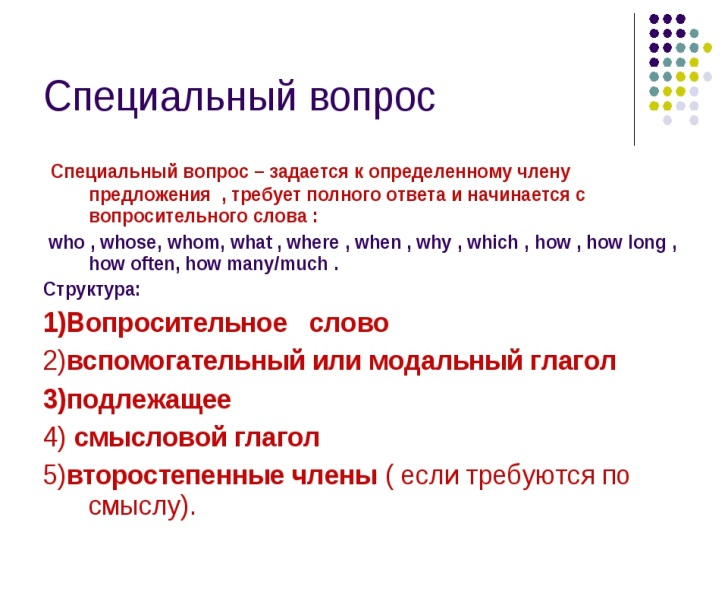 Специальный вопрос
Специальный вопрос – задается к определенному члену
предложения , требует полного ответа и начинается с
вопросительного слова :
who , whose, whom, what , where , when , why , which , how , how long ,
how often, how many/much .
Структура:
1)Вопросительное слово
2)вспомогательный или модальный глагол
3)подлежащее
4) смысловой глагол
5)второстепенные члены ( если требуются по
смыслу).